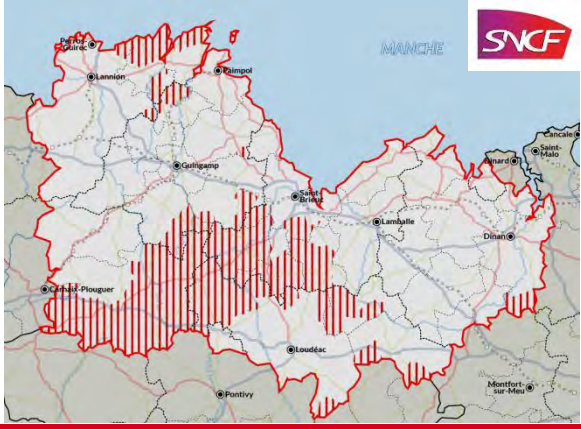 MANCHE
SNCF
Perros-
Guirec
Lannion
Paimpol
Cancale
Saint-
Malo
Dinard
Guingamp
Saint-
Brieuc
Lamballe
Dinan
Carhaix-Plouguer
Loudéac
Montfort-
sur-Meu
Pontivy